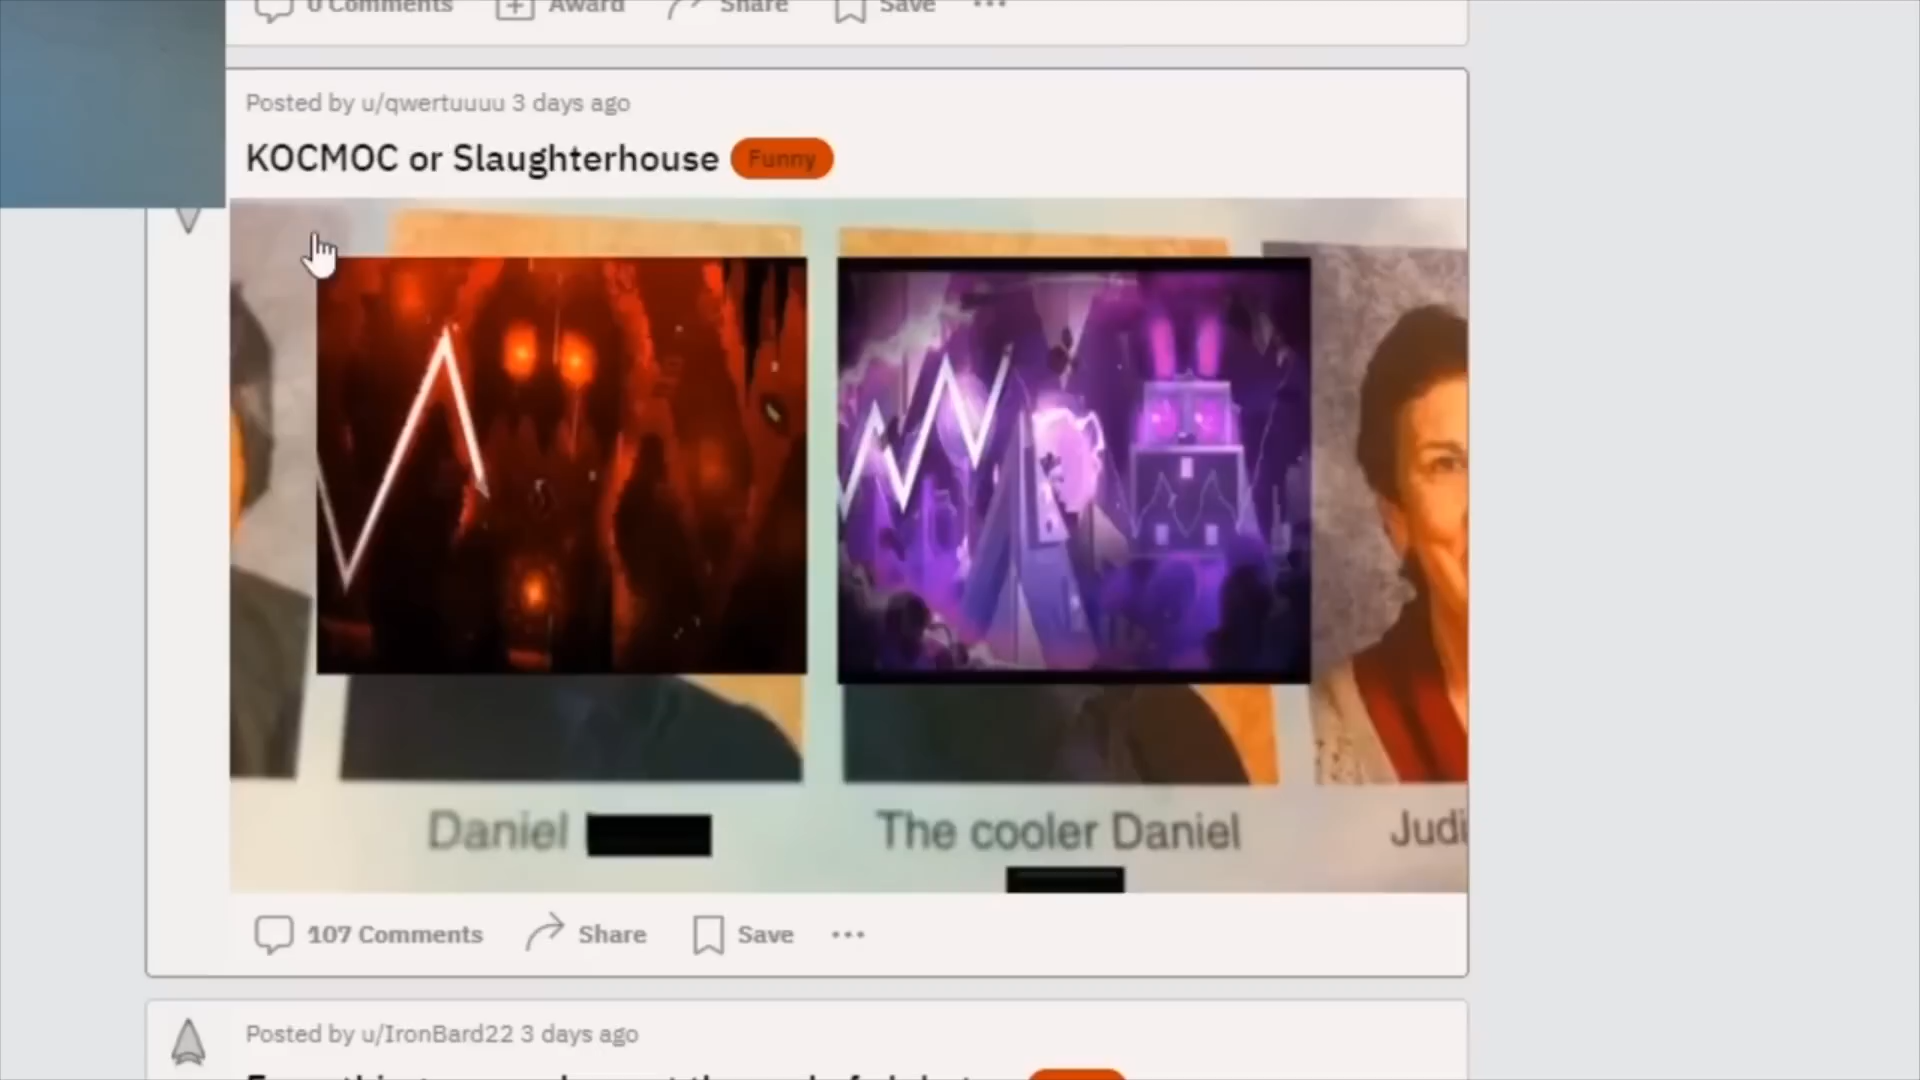 0 Comments Award Share Save
Posted by u/qwertuuuu 3 days ago
KOCMOC or Slaughterhouse Funny
Daniel
The cooler Daniel
107 Comments Share Save
Posted by u/IronBard22 3 days ago